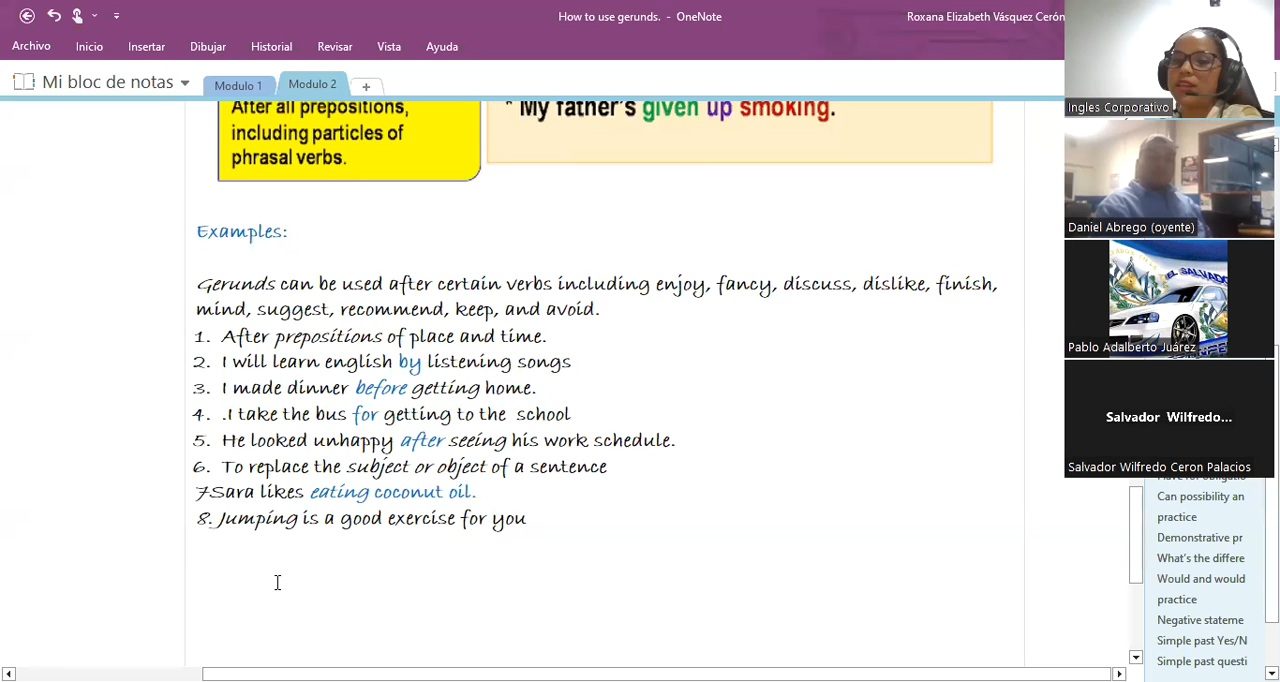 How to use gerunds. - OneNote
Roxana Elizabeth Vásquez Cerón
Archivo Inicio Insertar Dibujar Historial Revisar Vista Ayuda
Mi bloc de notas Modulo 1 Modulo 2 +
After all prepositions,
including particles of
phrasal verbs.
* My father's given up smoking.
Examples:
Gerunds can be used after certain verbs including enjoy, fancy, discuss, dislike, finish,
mind, suggest, recommend, keep, and avoid.
1. After prepositions of place and time.
2. I will learn english by listening songs
3. I made dinner before getting home.
4. .I take the bus for getting to the school
5. He looked unhappy after seeing his work schedule.
6. To replace the subject or object of a sentence
7Sara likes eating coconut oil.
8. Jumping is a good exercise for you
Ingles Corporativo
Daniel Abrego (oyente)
EL SALVADOR
Pablo Adalberto Juárez
Salvador Wilfredo...
Salvador Wilfredo Ceron Palacios
Can possibility an
practice
Demonstrative pr
What's the differe
Would and would
practice
Negative stateme
Simple past Yes/N
Simple past questi